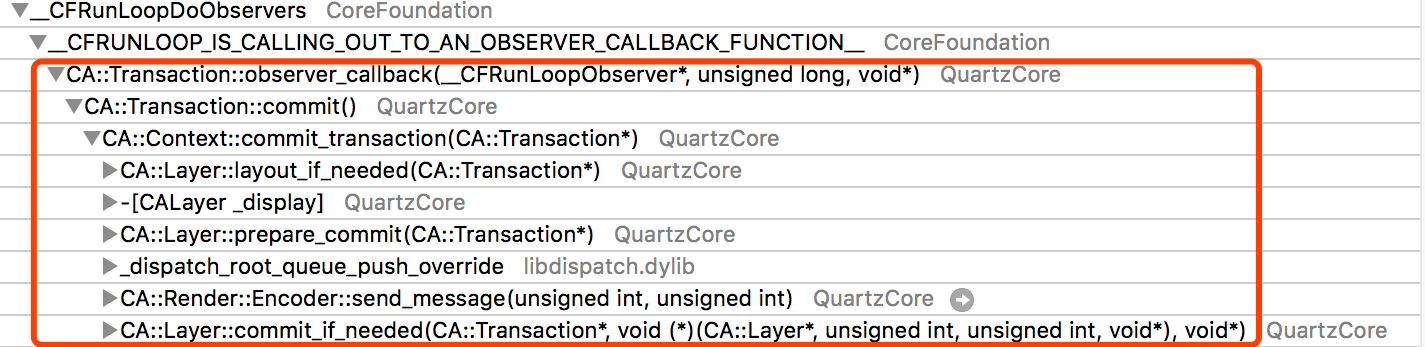 __CFRunLoopDoObservers CoreFoundation
__CFRUNLOOP_IS_CALLING_OUT_TO_AN_OBSERVER_CALLBACK_FUNCTION__ CoreFoundation
CA::Transaction::observer_callback(__CFRunLoopObserver*, unsigned long, void*) QuartzCore
CA::Transaction::commit() QuartzCore
CA::Context::commit_transaction(CA::Transaction*) QuartzCore
CA::Layer::layout_if_needed(CA::Transaction*) QuartzCore
-[CALayer _display] QuartzCore
CA::Layer::prepare_commit(CA::Transaction*) QuartzCore
_dispatch_root_queue_push_override libdispatch.dylib
CA::Render::Encoder::send_message(unsigned int, unsigned int) QuartzCore
CA::Layer::commit_if_needed(CA::Transaction*, void (*)(CA::Layer*, unsigned int, unsigned int, void*), void*) QuartzCore